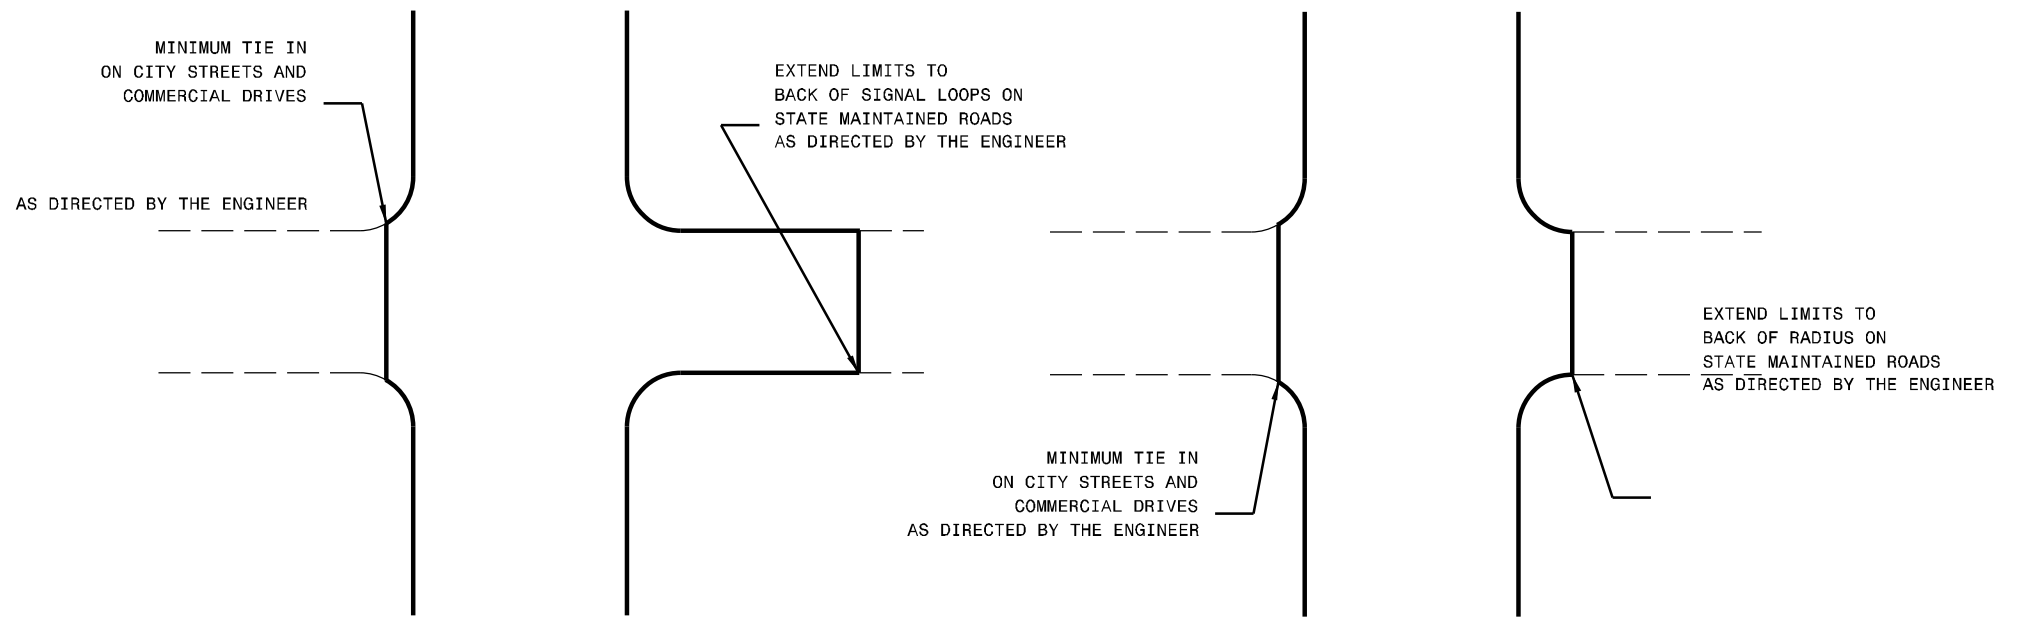 MINIMUM TIE IN
ON CITY STREETS AND
COMMERCIAL DRIVES
AS DIRECTED BY THE ENGINEER
EXTEND LIMITS TO
BACK OF SIGNAL LOOPS ON
STATE MAINTAINED ROADS
AS DIRECTED BY THE ENGINEER
MINIMUM TIE IN
ON CITY STREETS AND
COMMERCIAL DRIVES
AS DIRECTED BY THE ENGINEER
EXTEND LIMITS TO
BACK OF RADIUS ON
STATE MAINTAINED ROADS
AS DIRECTED BY THE ENGINEER